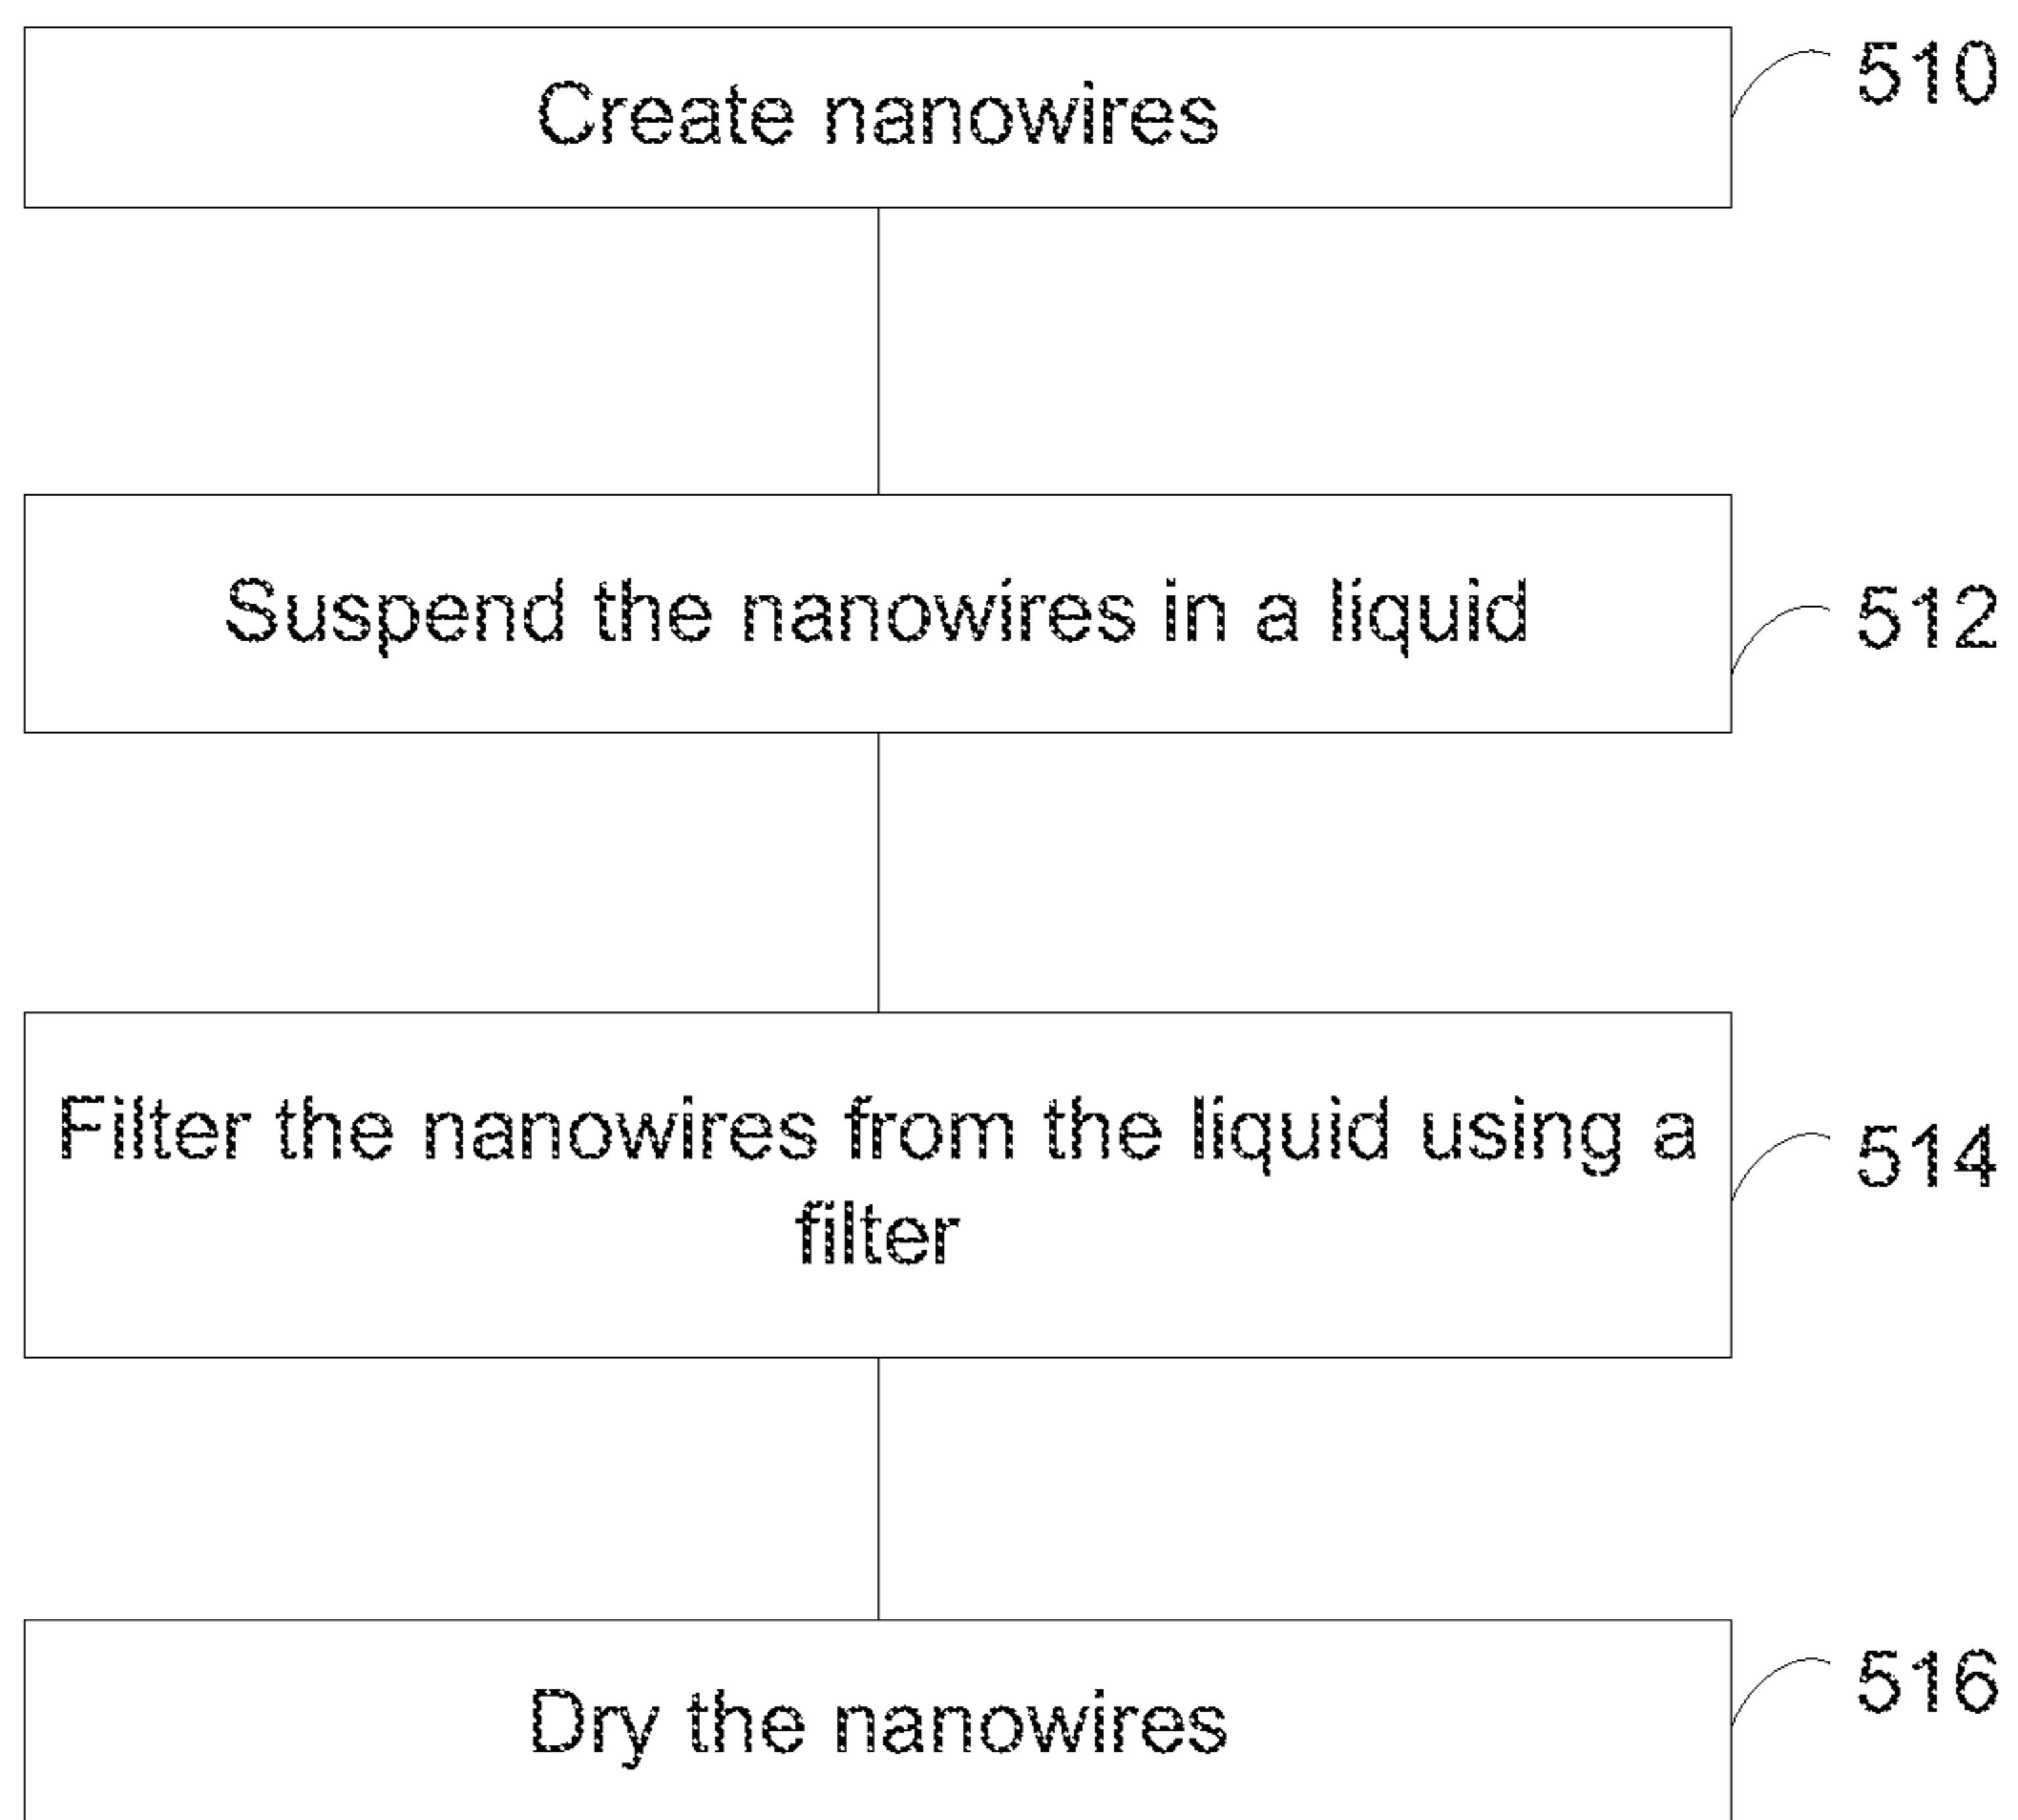 Create nanowires
510
Suspend the nanowires in a liquid
512
Filter the nanowires from the liquid using a
filter
514
Dry the nanowires
516